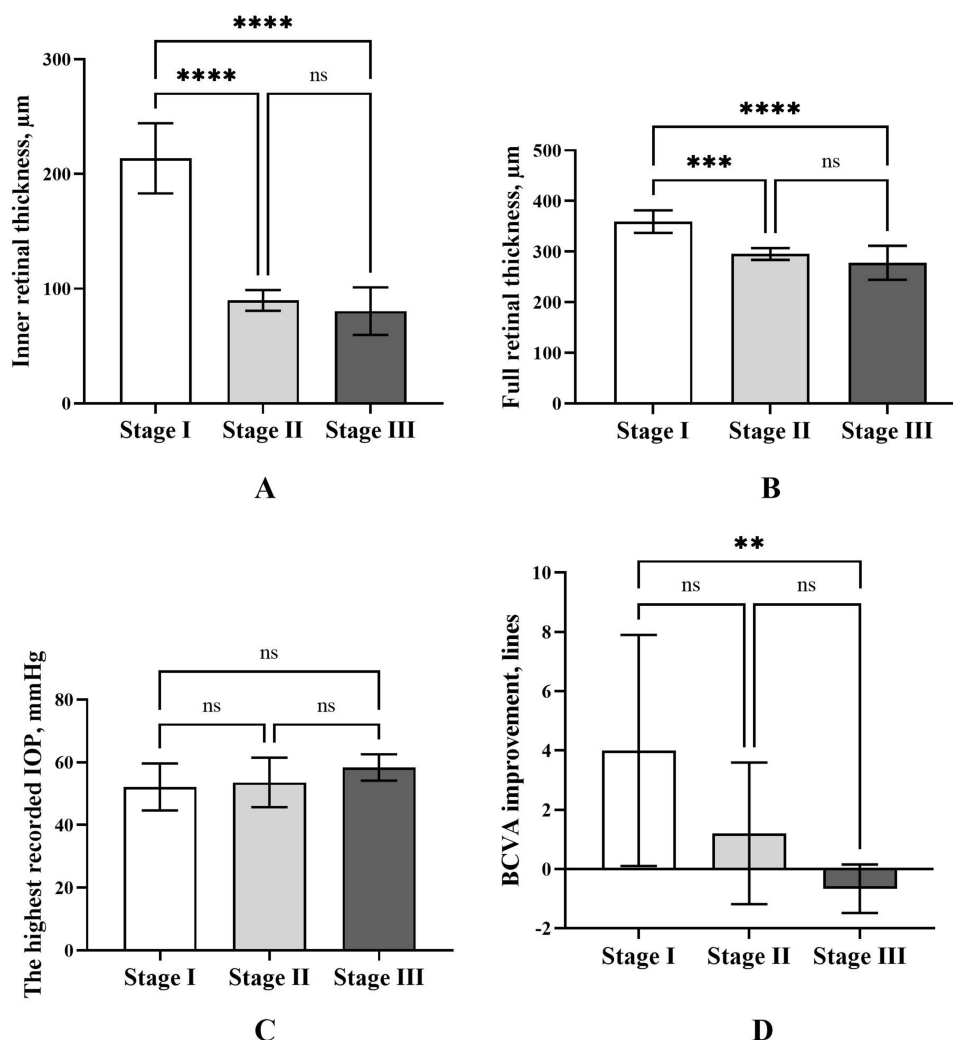 ****
300
****
ns
200
100
0
Inner retinal thickness, µm
Stage I
Stage II
Stage III
A
****
500
***
ns
400
300
200
100
0
Full retinal thickness, µm
Stage I
Stage II
Stage III
B
ns
80
ns
ns
60
40
20
0
The highest recorded IOP, mmHg
Stage I
Stage II
Stage III
C
**
10
ns
ns
8
6
4
2
0
-2
BCVA improvement, lines
Stage I
Stage II
Stage III
D